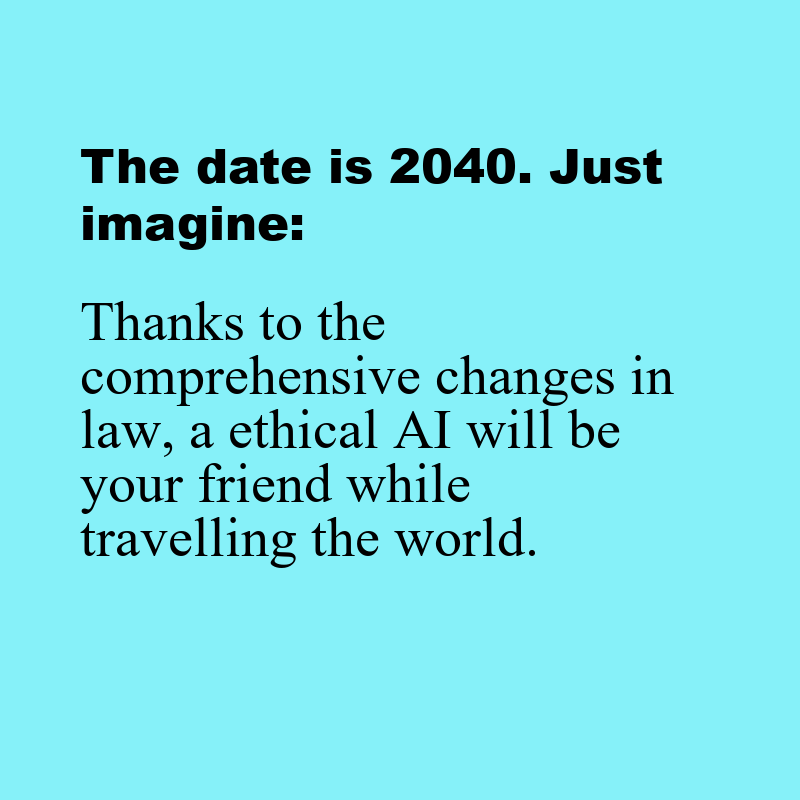 The date is 2040. Just
imagine:
Thanks to the
comprehensive changes in
law, a ethical AI will be
your friend while
travelling the world.